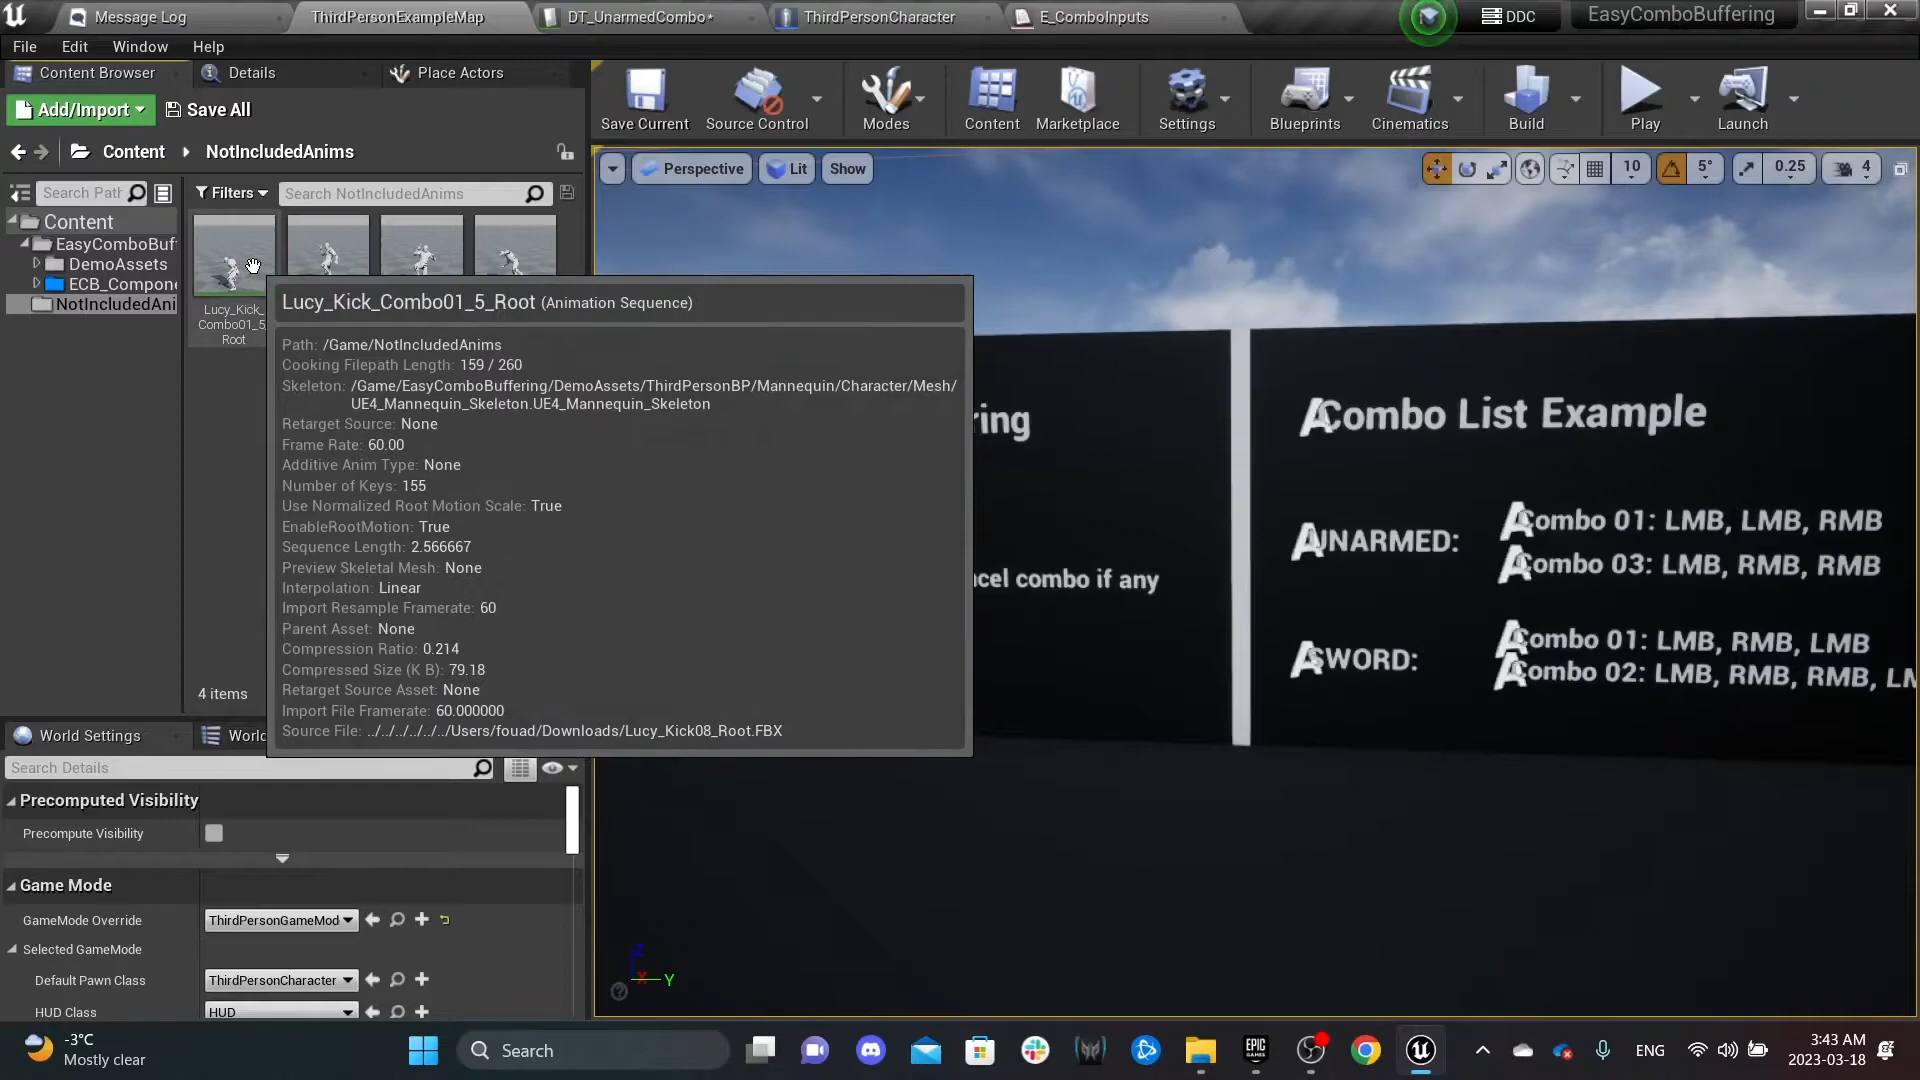 Message Log
ThirdPersonExampleMap
DT_UnarmedCombo*
ThirdPersonCharacter
E_ComboInputs
DDC
EasyComboBuffering
File Edit Window Help
Content Browser
Details
Place Actors
Add/Import
Save All
Content
NotIncludedAnims
Save Current
Source Control
Modes
Content
Marketplace
Settings
Blueprints
Cinematics
Build
Play
Launch
Perspective
Lit
Show
10
5°
0.25
4
Search Pat
Filters
Search NotIncludedAnims
Content
EasyComboBuf
DemoAssets
ECB_Compon
NotIncludedAni
Lucy_Kick_
Combo01_5_
Root
4 items
Lucy_Kick_Combo01_5_Root (Animation Sequence)
Path: /Game/NotIncludedAnims
Cooking Filepath Length: 159 / 260
Skeleton: /Game/EasyComboBuffering/DemoAssets/ThirdPersonBP/Mannequin/Character/Mesh/
UE4_Mannequin_Skeleton.UE4_Mannequin_Skeleton
Retarget Source: None
Frame Rate: 60.00
Additive Anim Type: None
Number of Keys: 155
Use Normalized Root Motion Scale: True
EnableRootMotion: True
Sequence Length: 2.566667
Preview Skeletal Mesh: None
Interpolation: Linear
Import Resample Framerate: 60
Parent Asset: None
Compression Ratio: 0.214
Compressed Size (K B): 79.18
Retarget Source Asset: None
Import File Framerate: 60.000000
Source File: ../../../../../../Users/fouad/Downloads/Lucy_Kick08_Root.FBX
ring
ncel combo if any
Combo List Example
UNARMED:
Combo 01: LMB, LMB, RMB
Combo 03: LMB, RMB, RMB
SWORD:
Combo 01: LMB, RMB, LMB
Combo 02: LMB, RMB, RMB, LM
Z
X
Y
World Settings
Worl
Search Details
Precomputed Visibility
Precompute Visibility
Game Mode
GameMode Override
ThirdPersonGameMod
Selected GameMode
Default Pawn Class
ThirdPersonCharacter
HUD Class
HUD
-3°C
Mostly clear
Search
EPIC
GAMES
ENG
3:43 AM
2023-03-18